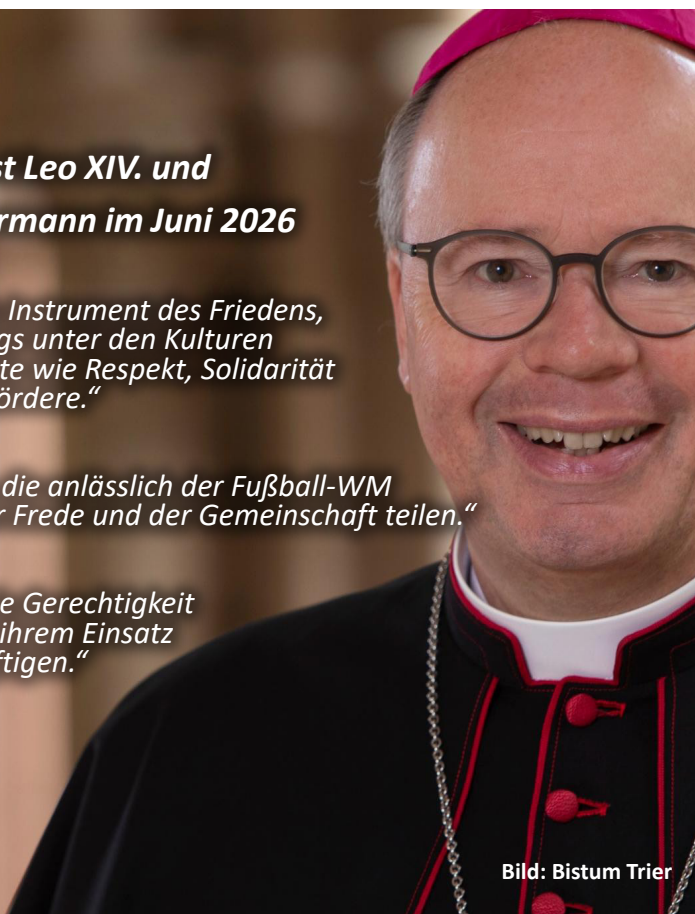 st Leo XIV. und
rmann im Juni 2026
Instrument des Friedens,
gs unter den Kulturen
te wie Respekt, Solidarität
ördere.“
die anlässlich der Fußball-WM
r Frede und der Gemeinschaft teilen.“
e Gerechtigkeit
ihrem Einsatz
ftigen.“
Bild: Bistum Trier